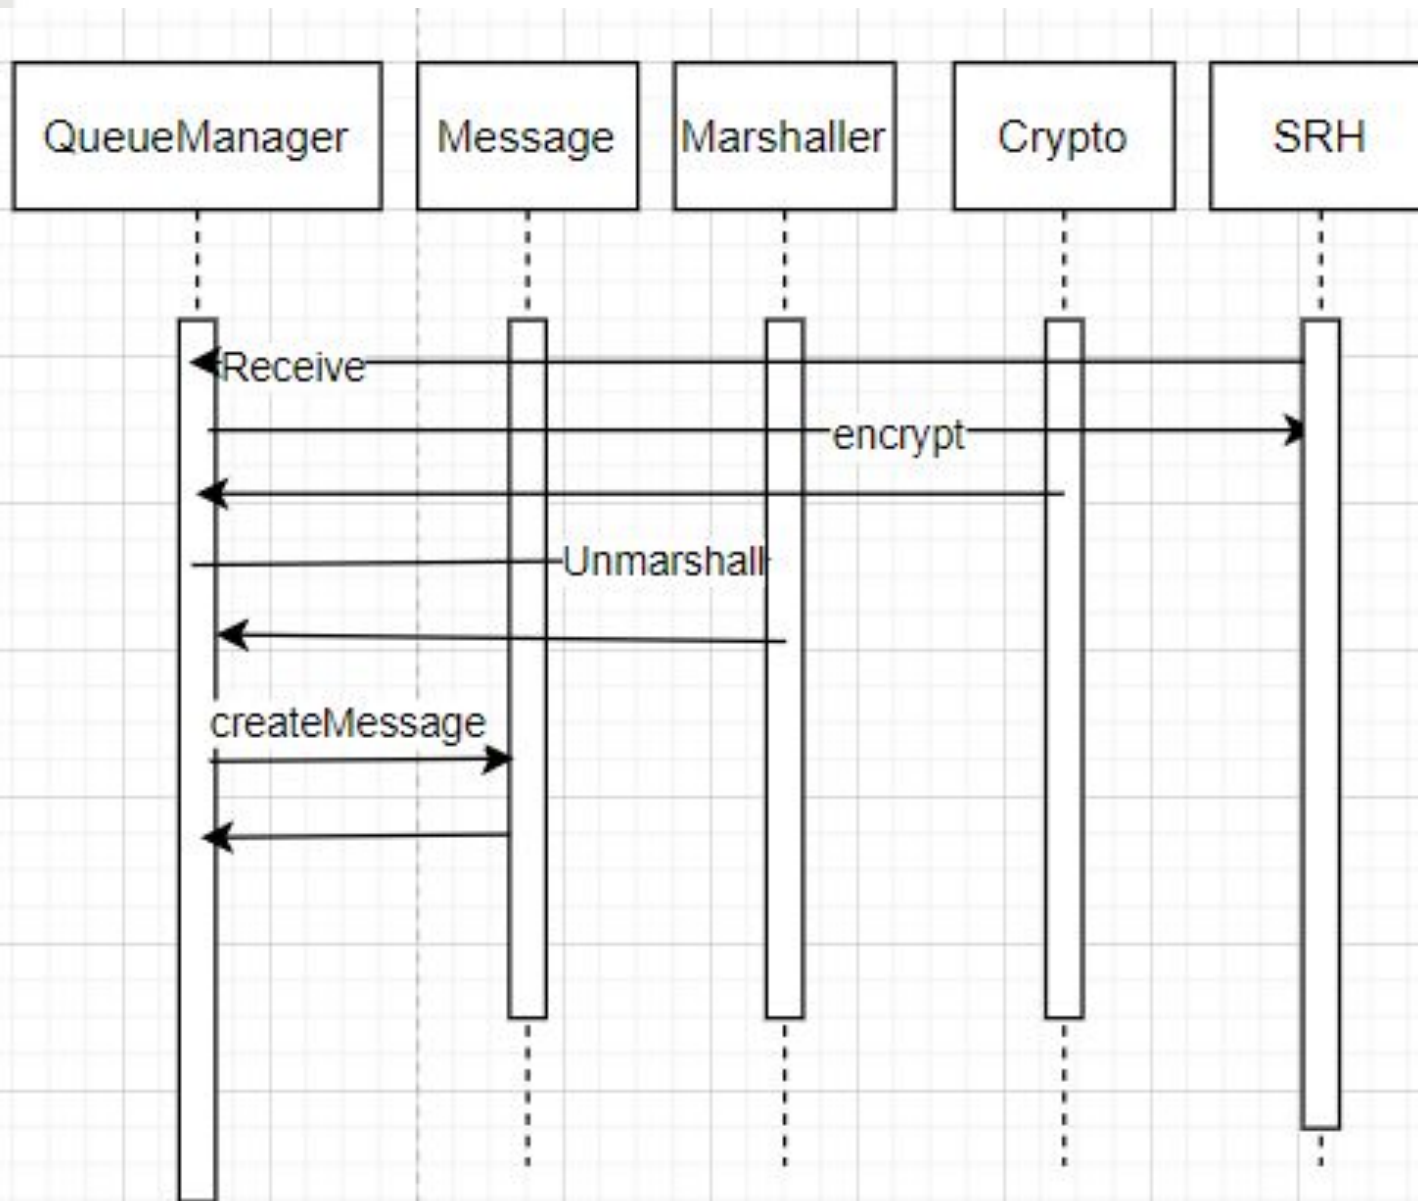 QueueManager
Message
Marshaller
Crypto
SRH
Receive
encrypt
Unmarshall
createMessage